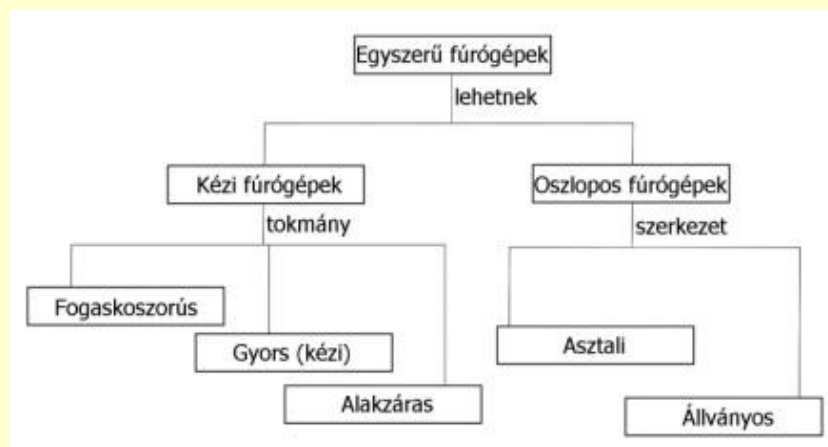 Egyszerű fúrógépek
lehetnek
Kézi fúrógépek
Oszlopos fúrógépek
tokmány
szerkezet
Fogaskoszorús
Gyors (kézi)
Asztali
Alakzáras
Állványos